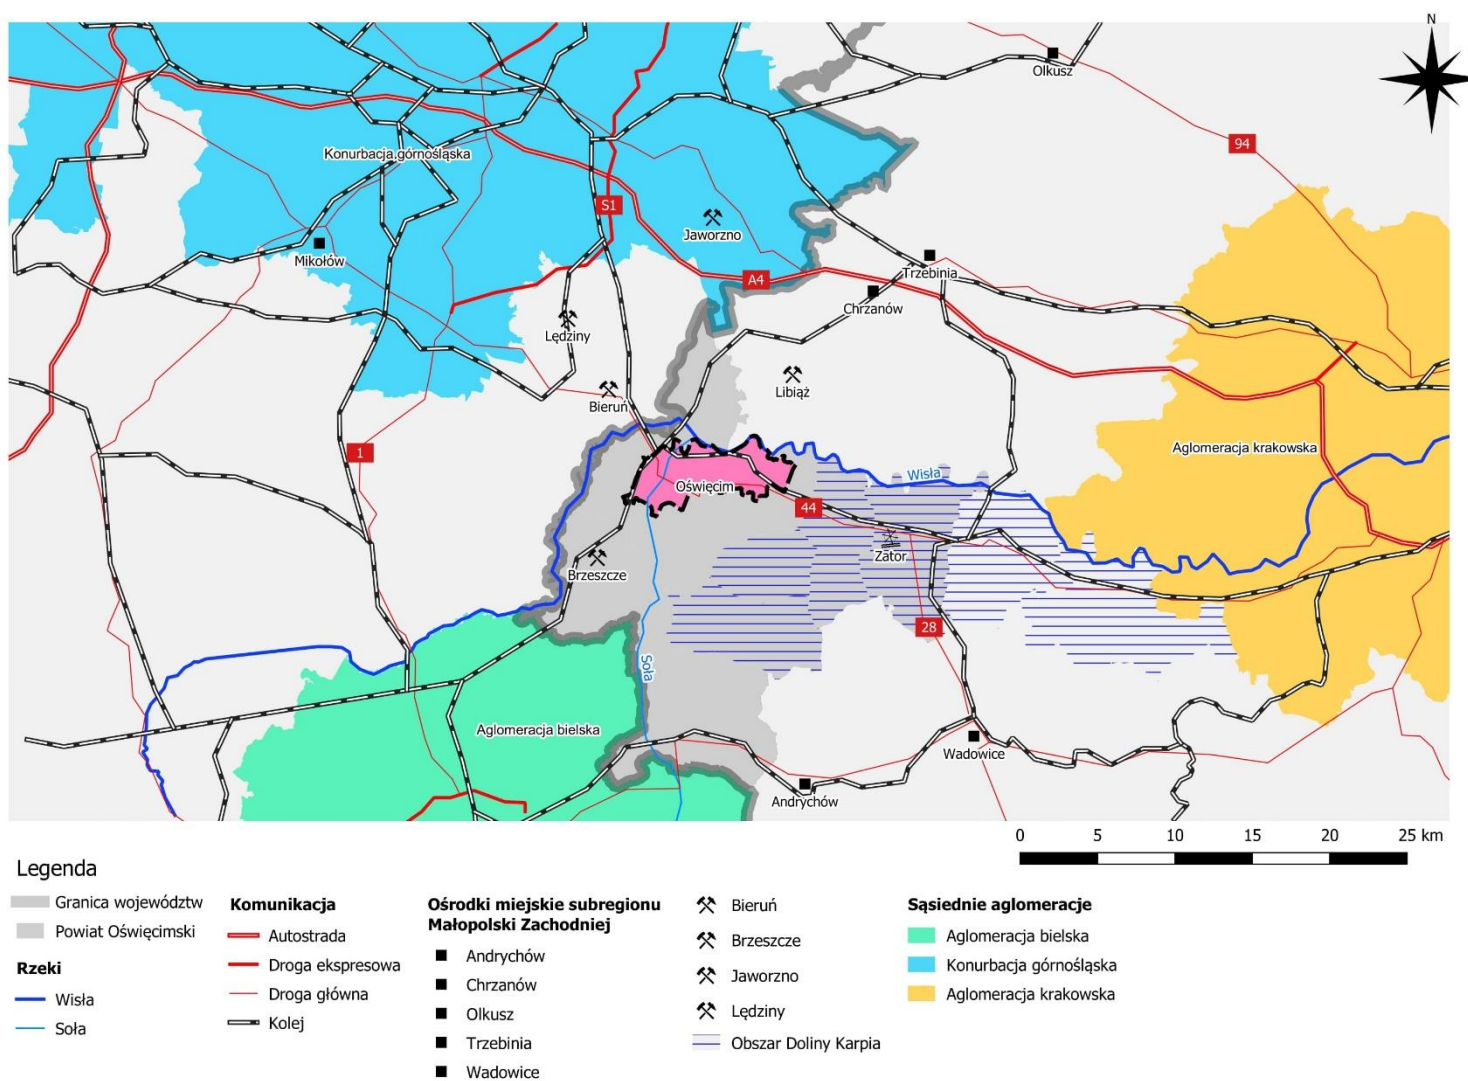 N
Olkusz
94
Konurbacja górnośląska
S1
Jaworzno
Mikołów
Trzebinia
A4
Chrzanów
Lędziny
Libiąż
Bieruń
1
Aglomeracja krakowska
Wisła
Oświęcim
44
Zator
Brzeszcze
28
Soła
Aglomeracja bielska
Wadowice
Andrychów
0 5 10 15 20 25 km
Legenda
Granica województw
Powiat Oświęcimski
Rzeki
Wisła
Soła
Komunikacja
Autostrada
Droga ekspresowa
Droga główna
Kolej
Ośrodki miejskie subregionu
Małopolski Zachodniej
Andrychów
Chrzanów
Olkusz
Trzebinia
Wadowice
Bieruń
Brzeszcze
Jaworzno
Lędziny
Obszar Doliny Karpia
Sąsiednie aglomeracje
Aglomeracja bielska
Konurbacja górnośląska
Aglomeracja krakowska